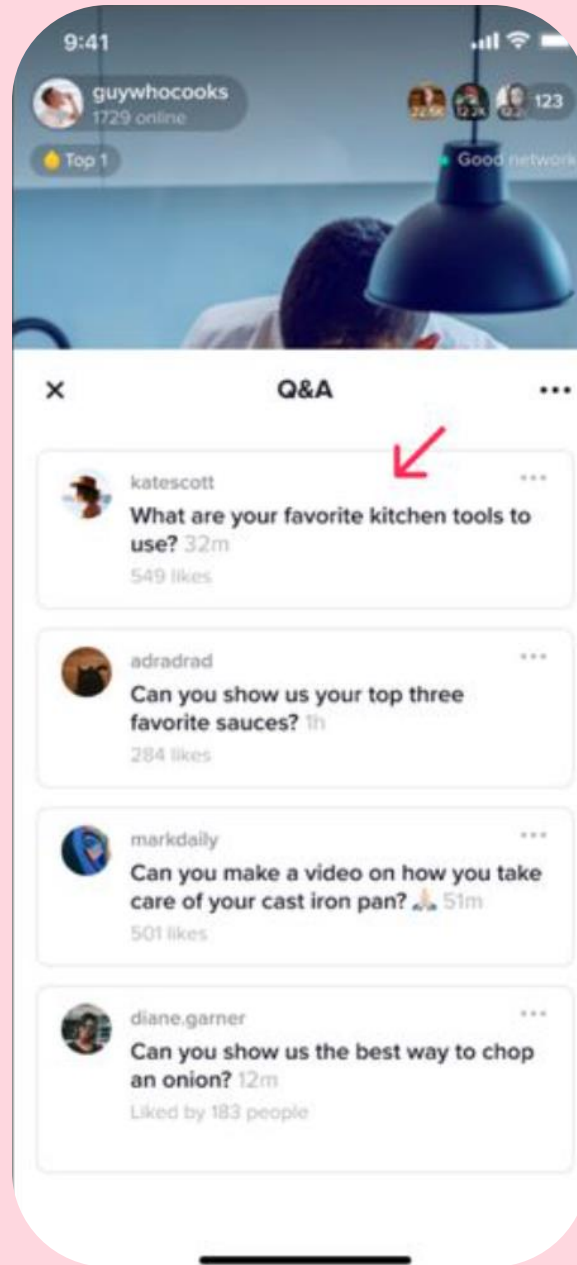 9:41
guywhocooks
1729 online
123
Top 1
Good network
Q&A
katescott
What are your favorite kitchen tools to
use? 32m
549 likes
adradrad
Can you show us your top three
favorite sauces? 1h
284 likes
markdaily
Can you make a video on how you take
care of your cast iron pan? 🙏🏻 51m
501 likes
diane.garner
Can you show us the best way to chop
an onion? 12m
Liked by 183 people